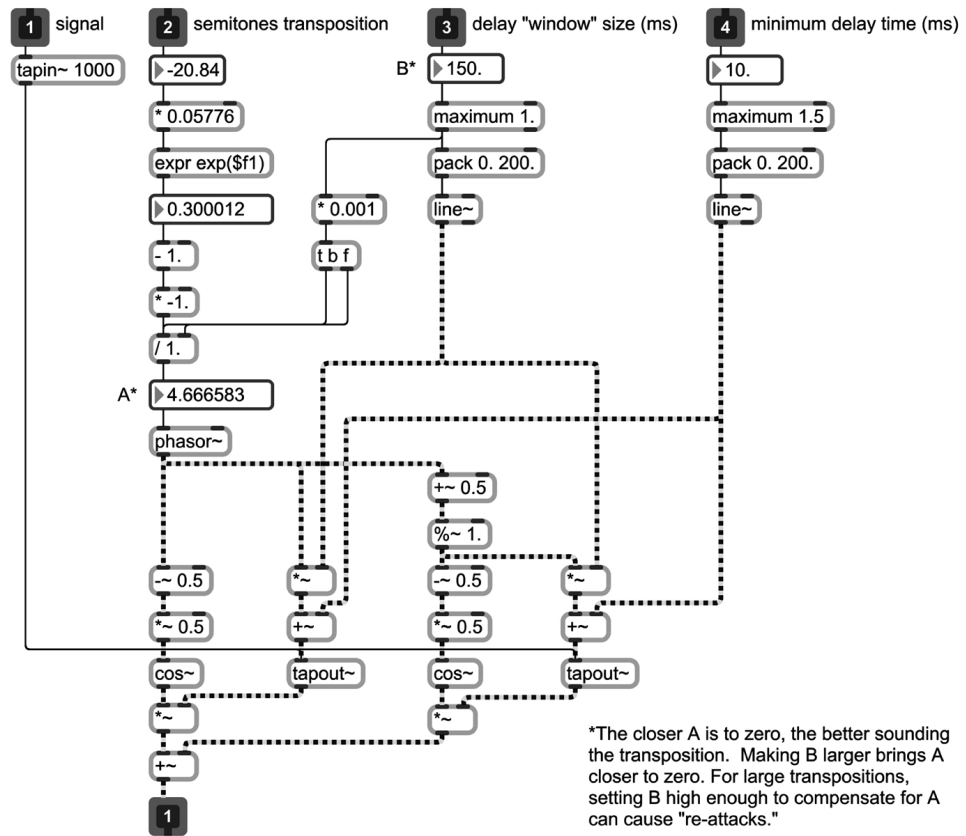 1 signal
2 semitones transposition
3 delay "window" size (ms)
4 minimum delay time (ms)
tapin~ 1000
-20.84
B* 150.
10.
* 0.05776
maximum 1.
maximum 1.5
expr exp($f1)
pack 0. 200.
pack 0. 200.
0.300012
* 0.001
line~
line~
- 1.
t b f
* -1.
/ 1.
A* 4.666583
phasor~
+~ 0.5
%~ 1.
-~ 0.5
*~
-~ 0.5
*~
*~ 0.5
+~
*~ 0.5
+~
cos~
tapout~
cos~
tapout~
*~
*~
+~
1
*The closer A is to zero, the better sounding
the transposition.  Making B larger brings A
closer to zero. For large transpositions,
setting B high enough to compensate for A
can cause "re-attacks."